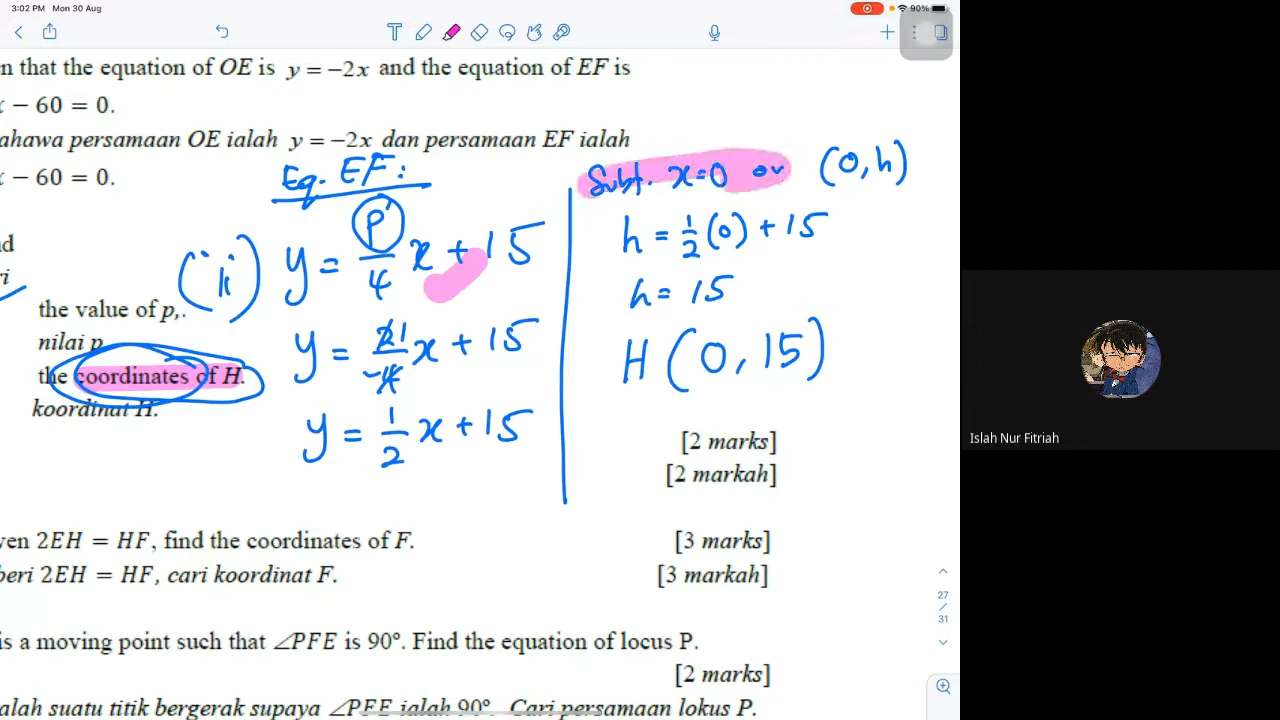 3:02 PM Mon 30 Aug
90%
n that the equation of OE is y = −2x and the equation of EF is
x − 60 = 0.
ahawa persamaan OE ialah y = −2x dan persamaan EF ialah
x − 60 = 0.
Eq. EF:
(ii) y = p/4 x + 15
y = 2/4 x + 15
y = 1/2 x + 15
Subt. x=0 or (0,h)
h = 1/2 (0) + 15
h = 15
H (0, 15)
ri
the value of p,.
nilai p
the coordinates of H.
koordinat H.
[2 marks]
[2 markah]
ven 2EH = HF, find the coordinates of F.
[3 marks]
beri 2EH = HF, cari koordinat F.
[3 markah]
is a moving point such that ∠PFE is 90°. Find the equation of locus P.
[2 marks]
alah suatu titik bergerak supaya ∠PFE ialah 90°. Cari persamaan lokus P.
27
/
31
Islah Nur Fitriah